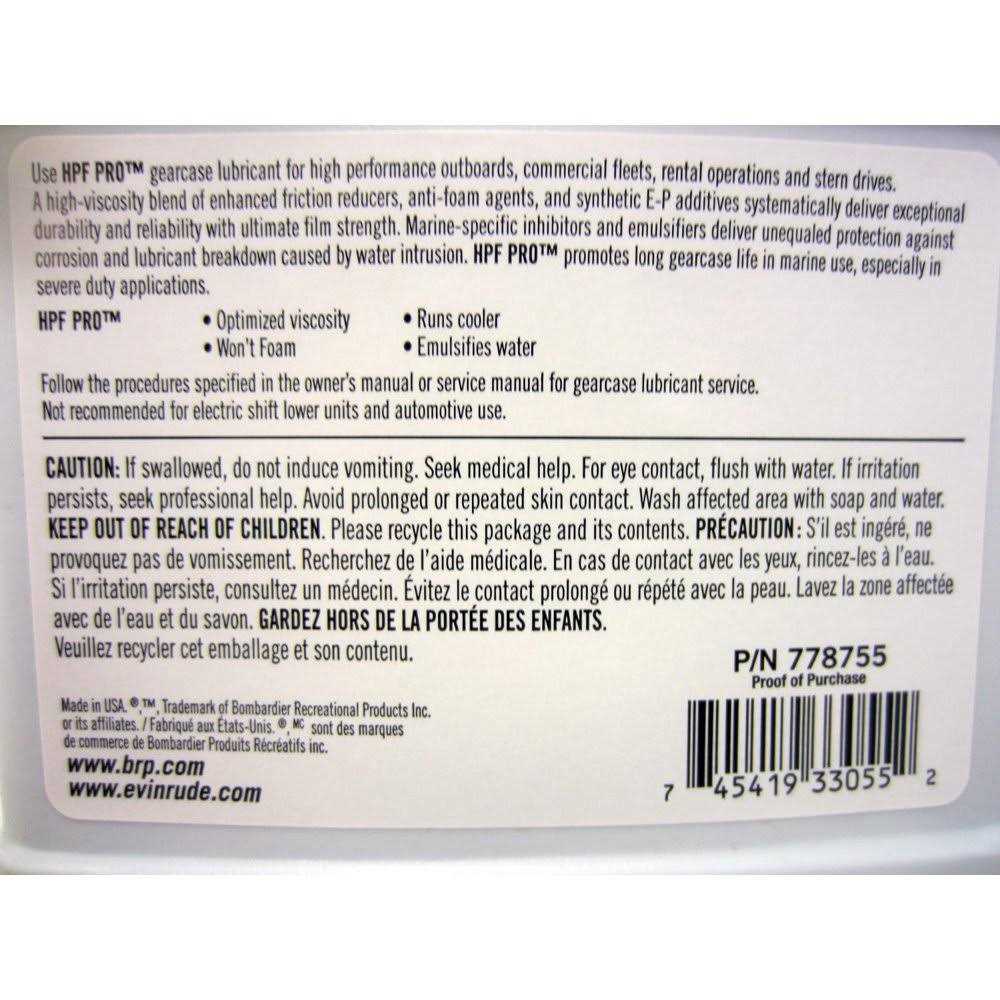 Use HPF PRO™ gearcase lubricant for high performance outboards, commercial fleets, rental operations and stern drives.
A high-viscosity blend of enhanced friction reducers, anti-foam agents, and synthetic E-P additives systematically deliver exceptional
durability and reliability with ultimate film strength. Marine-specific inhibitors and emulsifiers deliver unequaled protection against
corrosion and lubricant breakdown caused by water intrusion. HPF PRO™ promotes long gearcase life in marine use, especially in
severe duty applications.
HPF PRO™ • Optimized viscosity • Runs cooler
• Won't Foam • Emulsifies water
Follow the procedures specified in the owner's manual or service manual for gearcase lubricant service.
Not recommended for electric shift lower units and automotive use.
CAUTION: If swallowed, do not induce vomiting. Seek medical help. For eye contact, flush with water. If irritation
persists, seek professional help. Avoid prolonged or repeated skin contact. Wash affected area with soap and water.
KEEP OUT OF REACH OF CHILDREN. Please recycle this package and its contents. PRÉCAUTION: S'il est ingéré, ne
provoquez pas de vomissement. Recherchez de l'aide médicale. En cas de contact avec les yeux, rincez-les à l'eau.
Si l'irritation persiste, consultez un médecin. Évitez le contact prolongé ou répété avec la peau. Lavez la zone affectée
avec de l'eau et du savon. GARDEZ HORS DE LA PORTÉE DES ENFANTS.
Veuillez recycler cet emballage et son contenu.
P/N 778755
Proof of Purchase
Made in USA. ®,™, Trademark of Bombardier Recreational Products Inc.
or its affiliates. / Fabriqué aux États-Unis. ®, MC sont des marques
de commerce de Bombardier Produits Récréatifs inc.
www.brp.com
www.evinrude.com
7 45419 33055 2